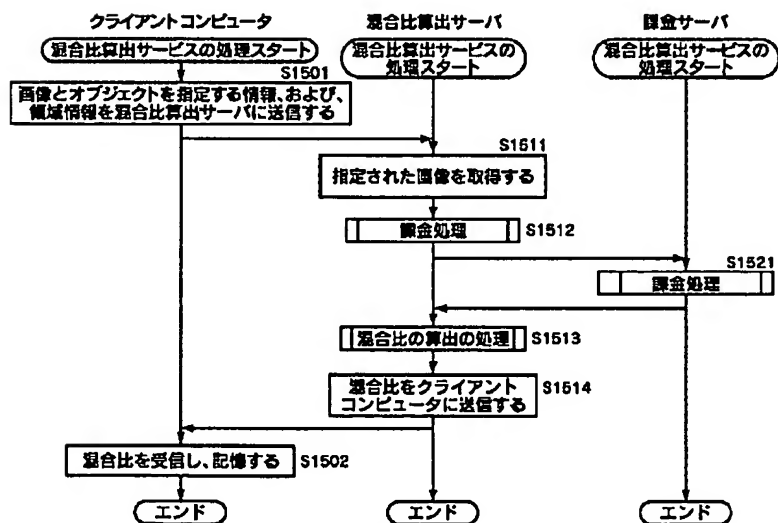 クライアントコンピュータ
混合比算出サーバ
課金サーバ
混合比算出サービスの処理スタート
混合比算出サービスの
処理スタート
混合比算出サービスの
処理スタート
S1501
画像とオブジェクトを指定する情報、および、
領域情報を混合比算出サーバに送信する
S1511
指定された画像を取得する
課金処理
S1512
S1521
課金処理
混合比の算出の処理
S1513
混合比をクライアント
コンピュータに送信する
S1514
混合比を受信し、記憶する
S1502
エンド
エンド
エンド